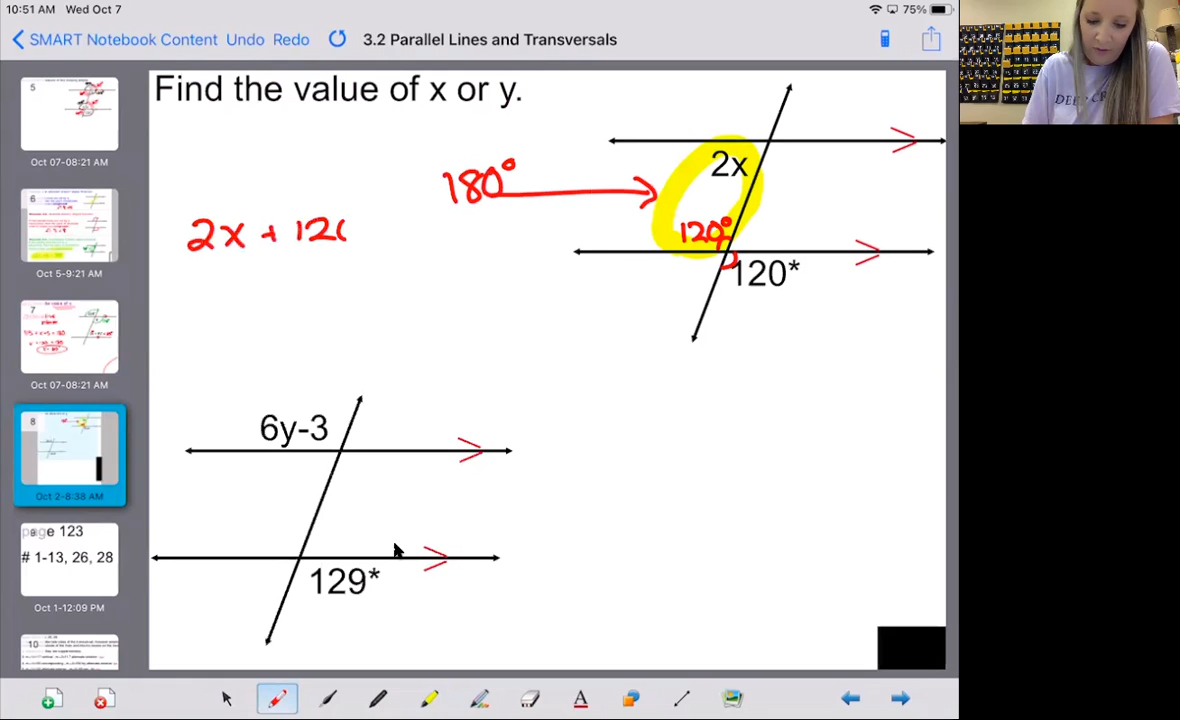 10:51 AM Wed Oct 7
75%
SMART Notebook Content Undo Redo
3.2 Parallel Lines and Transversals
5
Oct 07-08:21 AM
6
Oct 5-9:21 AM
7
Oct 07-08:21 AM
8
Oct 2-8:38 AM
page 123
# 1-13, 26, 28
Oct 1-12:09 PM
10
Find the value of x or y.
2x
180°
120°
2x + 120
120*
6y-3
129*
A